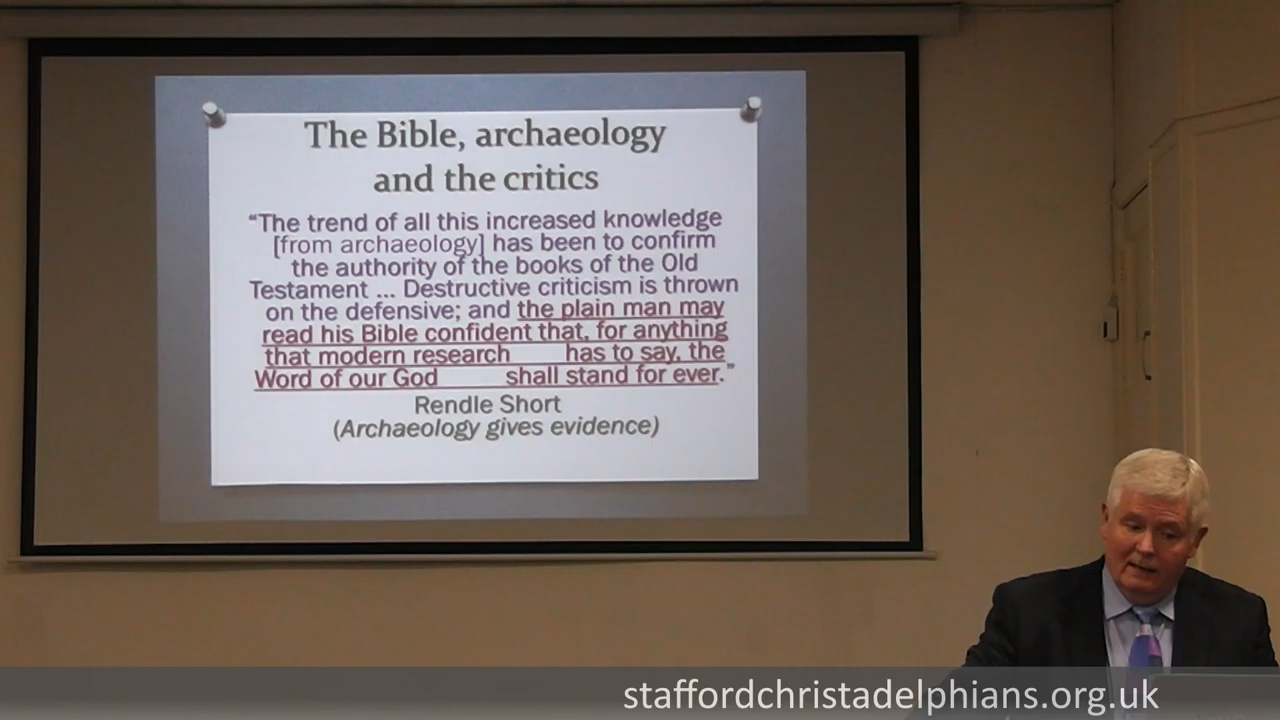 The Bible, archaeology
and the critics
“The trend of all this increased knowledge
[from archaeology] has been to confirm
the authority of the books of the Old
Testament ... Destructive criticism is thrown
on the defensive; and the plain man may
read his Bible confident that, for anything
that modern research has to say, the
Word of our God shall stand for ever.”
Rendle Short
(Archaeology gives evidence)
staffordchristadelphians.org.uk